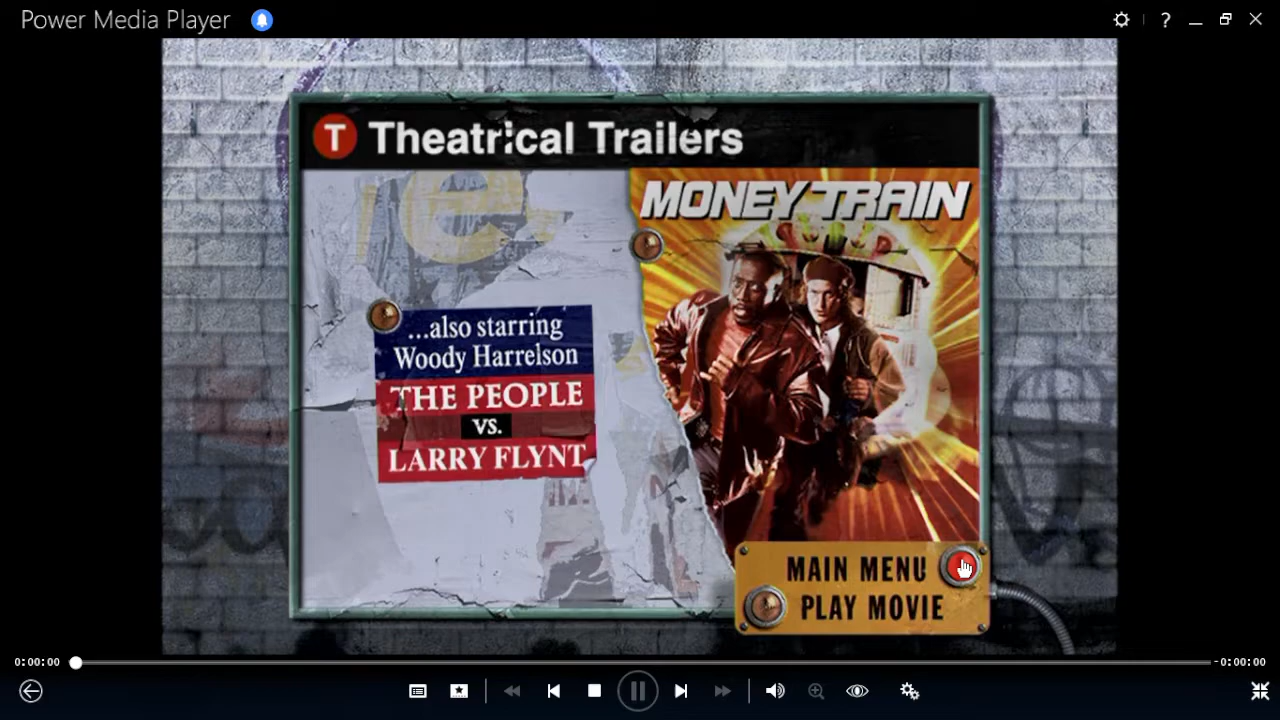 Power Media Player
?
T Theatrical Trailers
MONEY TRAIN
...also starring
Woody Harrelson
THE PEOPLE
VS.
LARRY FLYNT
MAIN MENU
PLAY MOVIE
0:00:00
-0:00:00